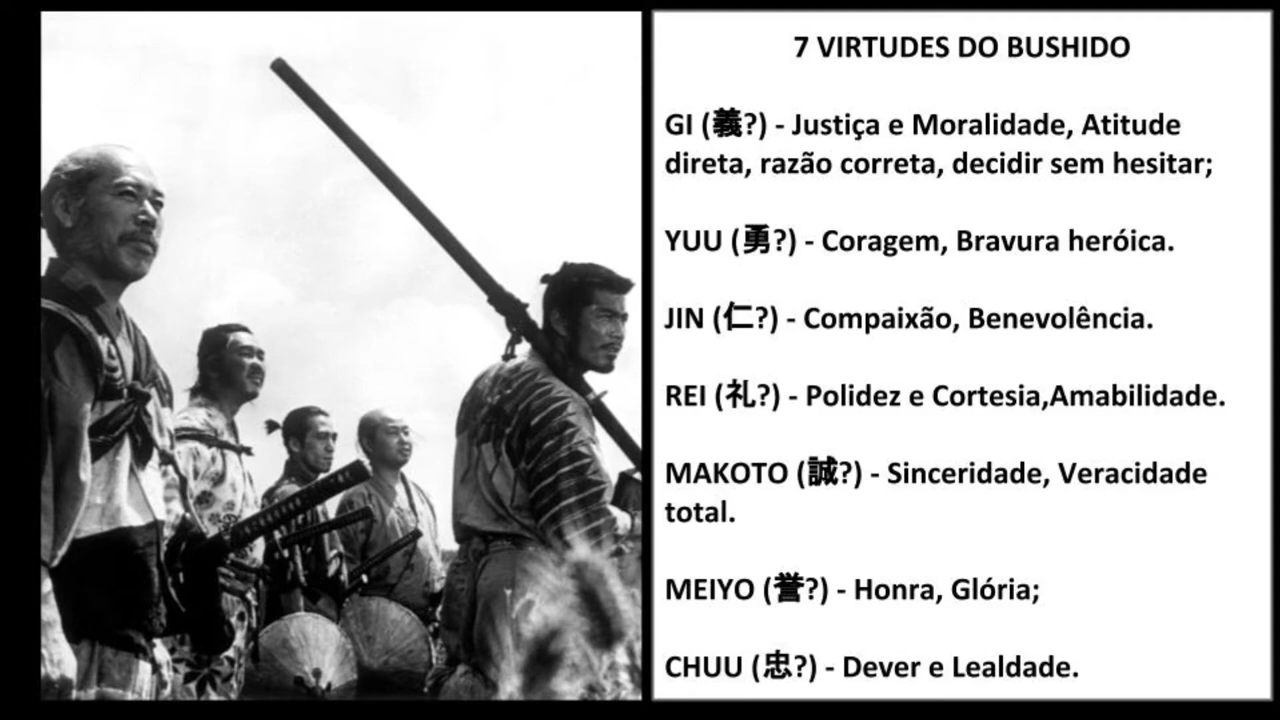 7 VIRTUDES DO BUSHIDO
GI (義?) - Justiça e Moralidade, Atitude
direta, razão correta, decidir sem hesitar;
YUU (勇?) - Coragem, Bravura heróica.
JIN (仁?) - Compaixão, Benevolência.
REI (礼?) - Polidez e Cortesia,Amabilidade.
MAKOTO (誠?) - Sinceridade, Veracidade
total.
MEIYO (誉?) - Honra, Glória;
CHUU (忠?) - Dever e Lealdade.